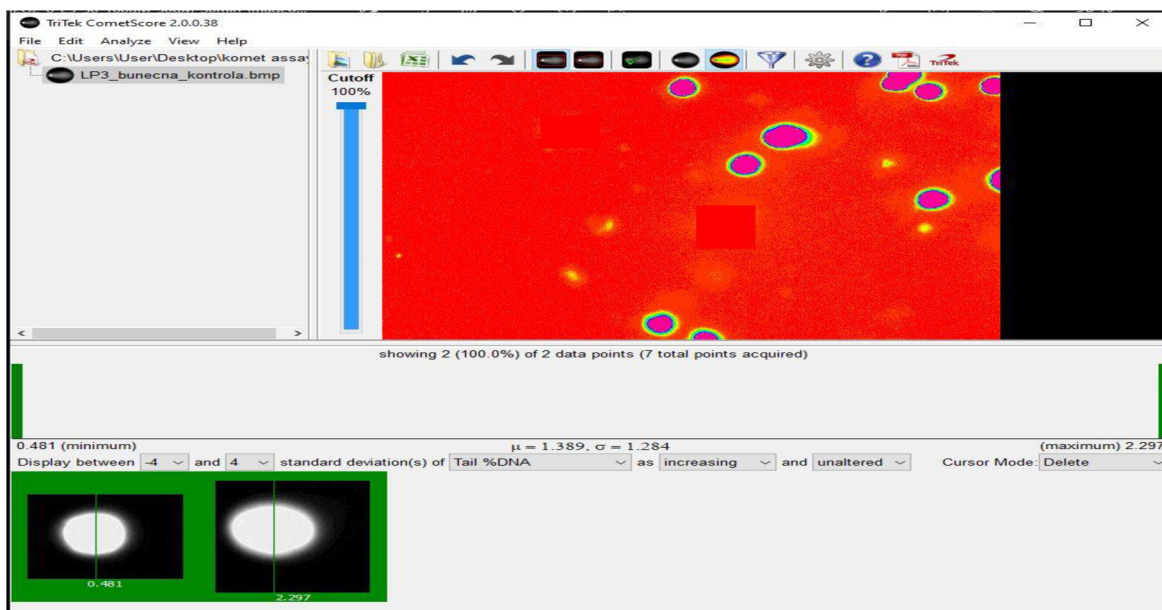 TriTek CometScore 2.0.0.38
File Edit Analyze View Help
C:\Users\User\Desktop\komet assa
LP3_bunecna_kontrola.bmp
TriTek
Cutoff
100%
showing 2 (100.0%) of 2 data points (7 total points acquired)
0.481 (minimum) μ = 1.389, σ = 1.284 (maximum) 2.297
Display between -4 and 4 standard deviation(s) of Tail %DNA as increasing and unaltered Cursor Mode: Delete
0.481
2.297